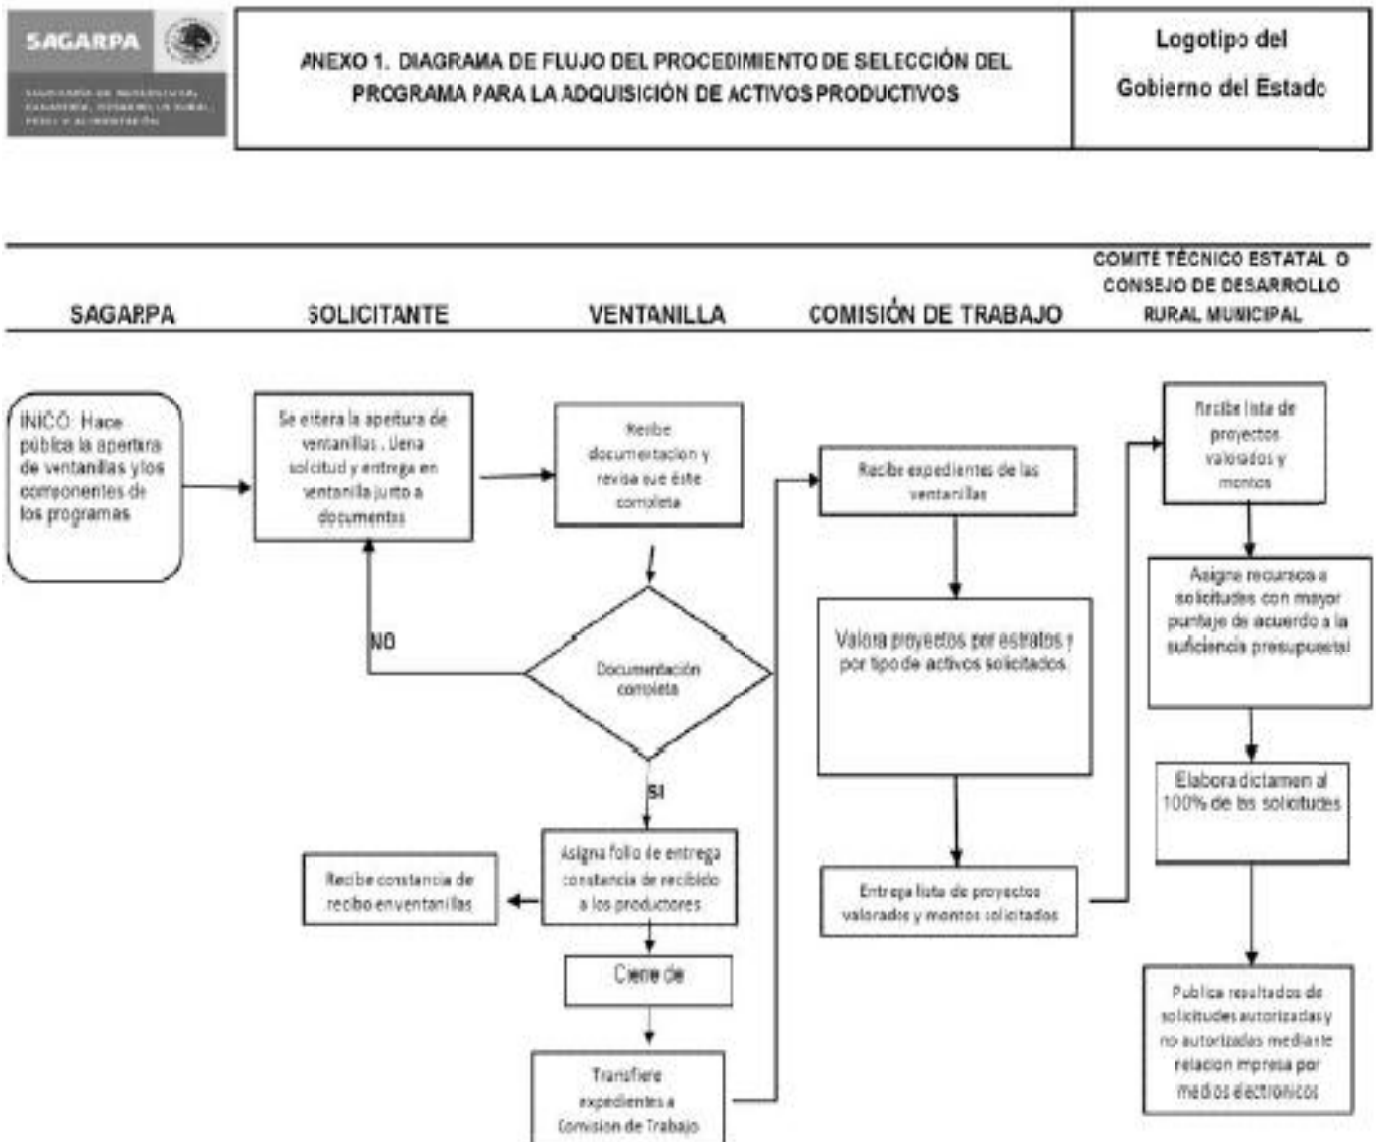 SAGARPA
ANEXO 1. DIAGRAMA DE FLUJO DEL PROCEDIMIENTO DE SELECCIÓN DEL
PROGRAMA PARA LA ADQUISICIÓN DE ACTIVOS PRODUCTIVOS
Logotipo del
Gobierno del Estado
SAGARPA
SOLICITANTE
VENTANILLA
COMISIÓN DE TRABAJO
COMITÉ TÉCNICO ESTATAL O
CONSEJO DE DESARROLLO
RURAL MUNICIPAL
INICO: Hace
pública la apertura
de ventanillas y los
componentes de
los programas
Se entera la apertura de
ventanillas . Llena
solicitud y entrega en
ventanilla junto a
documentos
Recibe
documentacion y
revisa que éste
completa
Documentación
completa
NO
SI
Asigna folio de entrega
constancia de recibido
a los productores
Recibe constancia de
recibo en ventanillas
Cierre de
Transfiere
expedientes a
Comision de Trabajo
Recibe expedientes de las
ventanillas
Valora proyectos por estratos y
por tipo de activos solicitados.
Entrega lista de proyectos
valorados y montos solicitados
Recibe lista de
proyectos
valorados y
montos
Asigna recursos a
solicitudes con mayor
puntaje de acuerdo a la
suficiencia presupuestal
Elabora dictamen al
100% de las solicitudes
Publica resultados de
solicitudes autorizadas y
no autorizadas mediante
relacion impresa por
medios electronicos